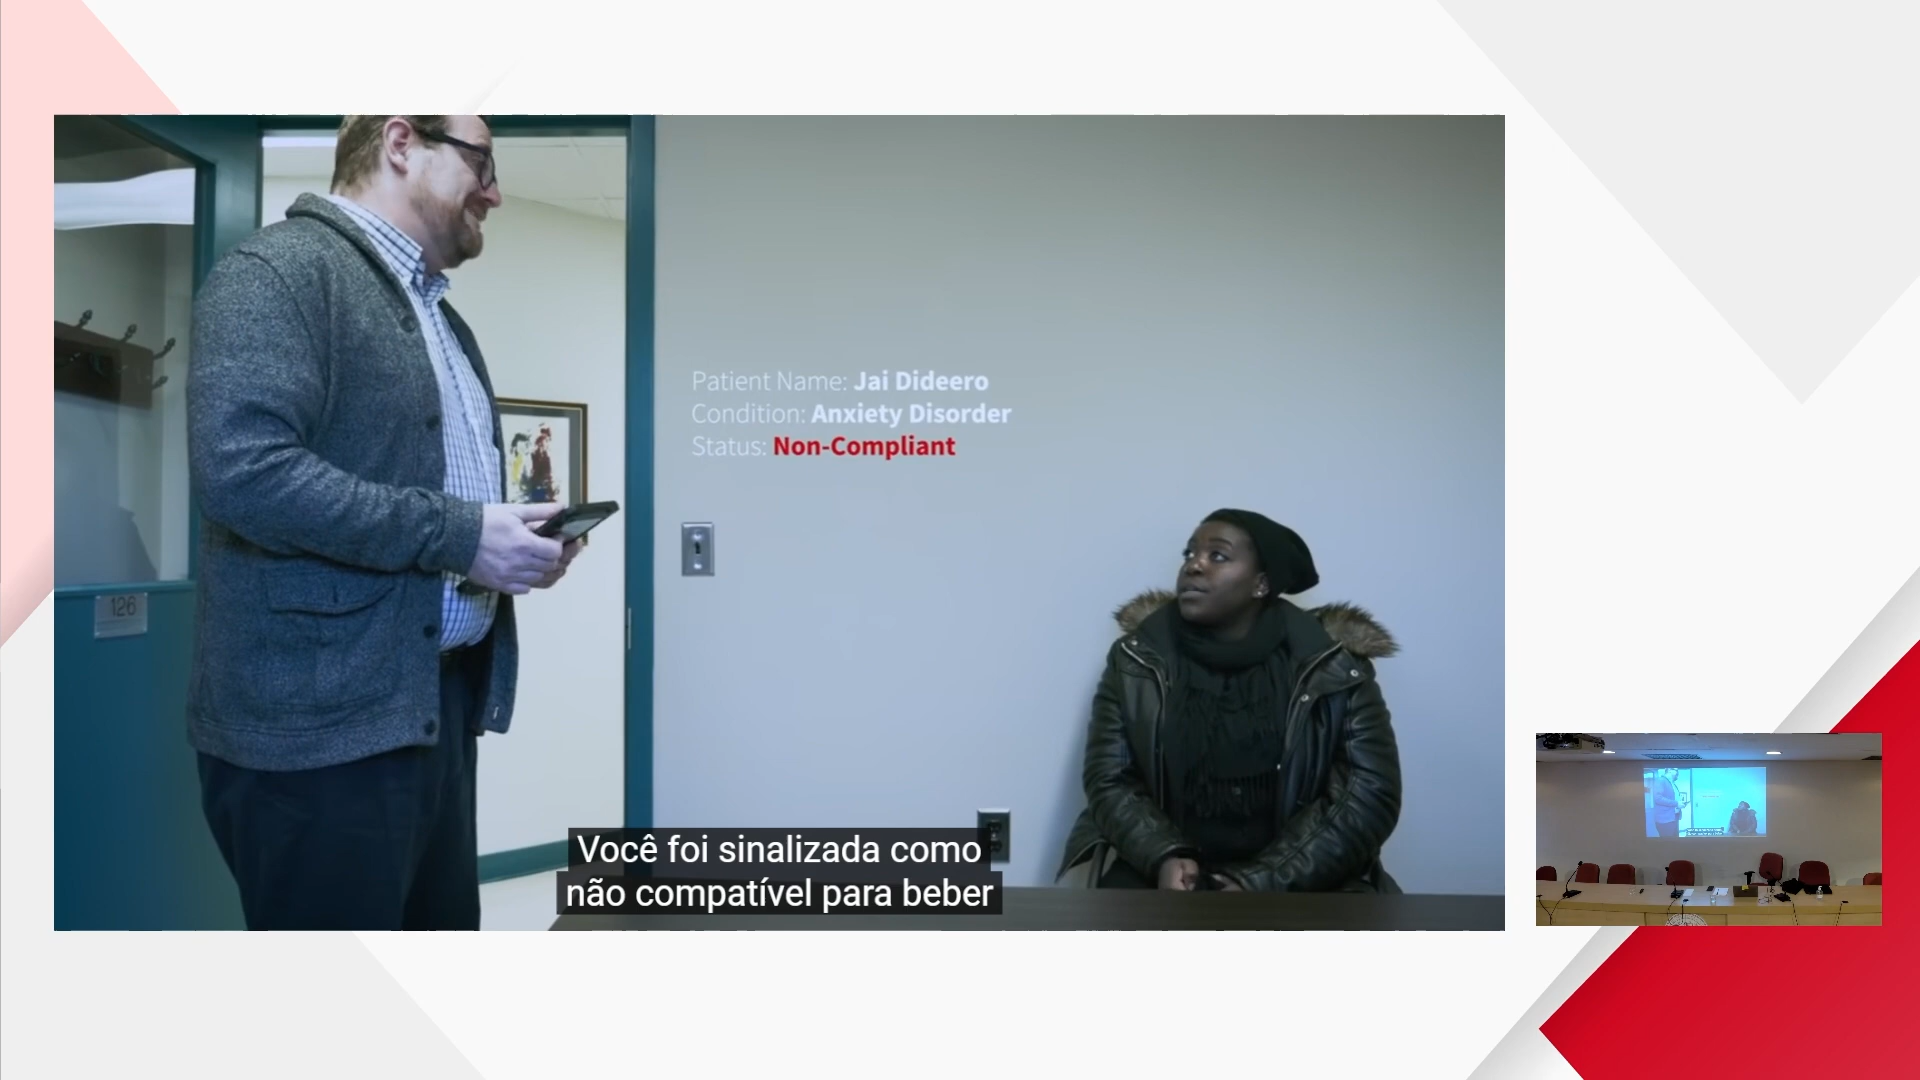 Patient Name: Jai Dideero
Condition: Anxiety Disorder
Status: Non-Compliant
126
Você foi sinalizada como
não compatível para beber